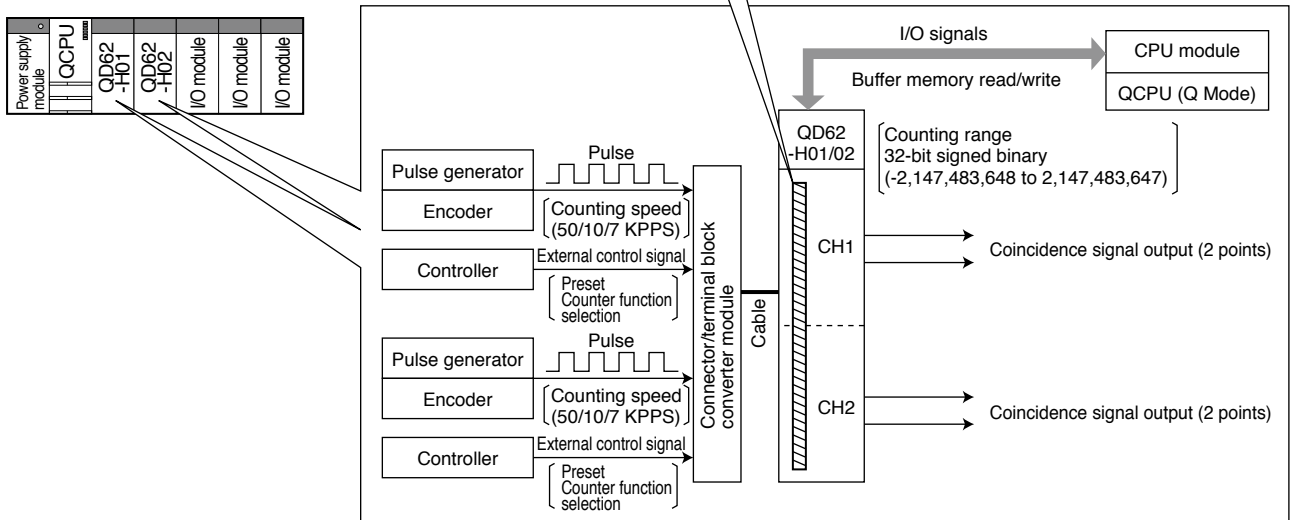 Power supply
module
QCPU
QD62
-H01
QD62
-H02
I/O module
I/O module
I/O module
I/O signals
Buffer memory read/write
CPU module
QCPU (Q Mode)
QD62
-H01/02
Counting range
32-bit signed binary
(-2,147,483,648 to 2,147,483,647)
Pulse generator
Encoder
Pulse
Counting speed
(50/10/7 KPPS)
Controller
External control signal
Preset
Counter function
selection
Pulse generator
Encoder
Pulse
Counting speed
(50/10/7 KPPS)
Controller
External control signal
Preset
Counter function
selection
Connector/terminal block
converter module
Cable
CH1
Coincidence signal output (2 points)
CH2
Coincidence signal output (2 points)